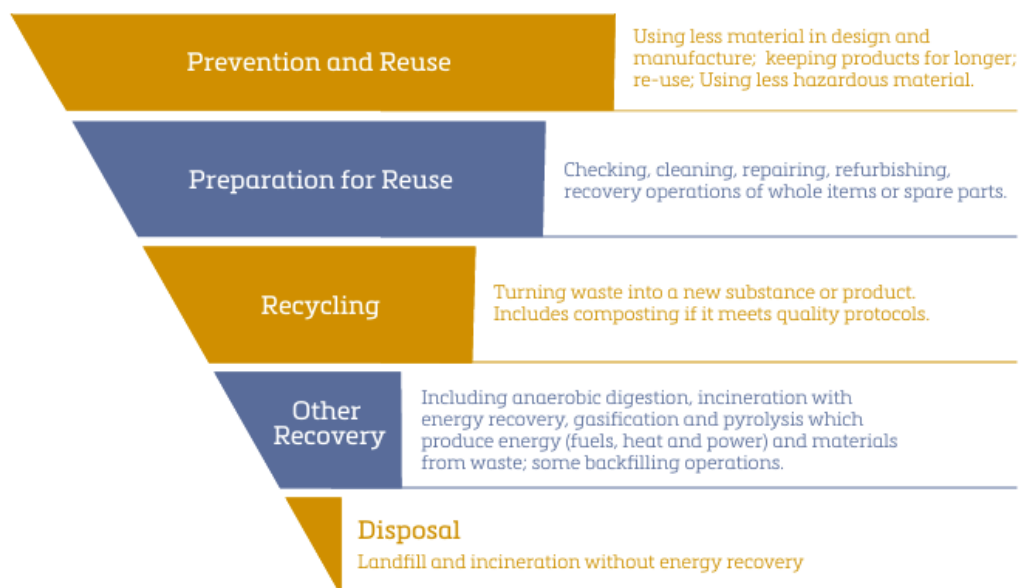 Prevention and Reuse
Using less material in design and
manufacture; keeping products for longer;
re-use; Using less hazardous material.
Preparation for Reuse
Checking, cleaning, repairing, refurbishing,
recovery operations of whole items or spare parts.
Recycling
Turning waste into a new substance or product.
Includes composting if it meets quality protocols.
Other
Recovery
Including anaerobic digestion, incineration with
energy recovery, gasification and pyrolysis which
produce energy (fuels, heat and power) and materials
from waste; some backfilling operations.
Disposal
Landfill and incineration without energy recovery